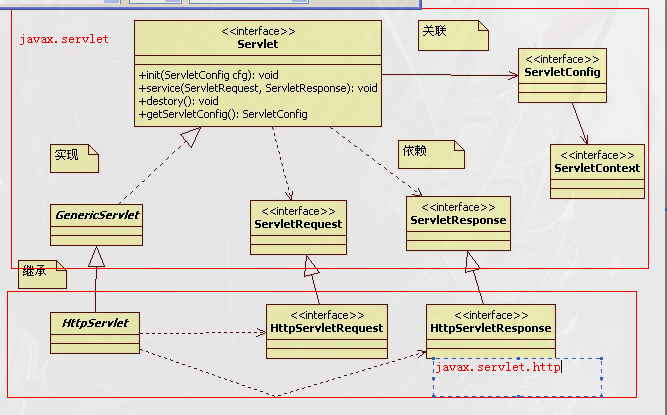 javax.servlet
<<interface>>
Servlet
+init(ServletConfig cfg): void
+service(ServletRequest, ServletResponse): void
+destory(): void
+getServletConfig(): ServletConfig
关联
<<interface>>
ServletConfig
实现
依赖
<<interface>>
ServletContext
GenericServlet
<<interface>>
ServletRequest
<<interface>>
ServletResponse
继承
HttpServlet
<<interface>>
HttpServletRequest
<<interface>>
HttpServletResponse
javax.servlet.http